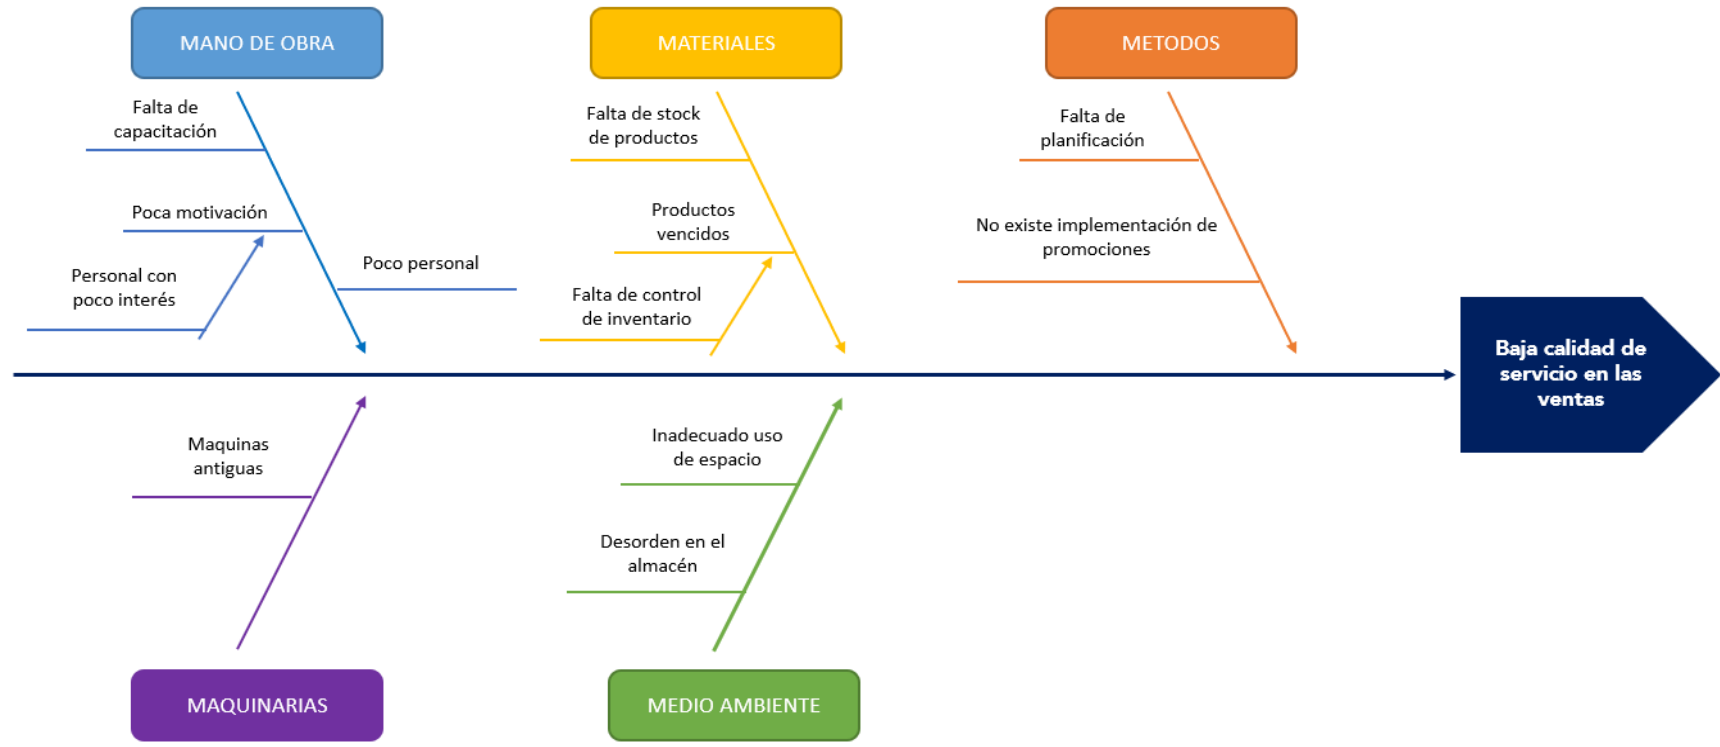 MANO DE OBRA
MATERIALES
METODOS
Falta de
capacitación
Poca motivación
Personal con
poco interés
Poco personal
Falta de stock
de productos
Productos
vencidos
Falta de control
de inventario
Falta de
planificación
No existe implementación de
promociones
Baja calidad de
servicio en las
ventas
Maquinas
antiguas
Inadecuado uso
de espacio
Desorden en el
almacén
MAQUINARIAS
MEDIO AMBIENTE